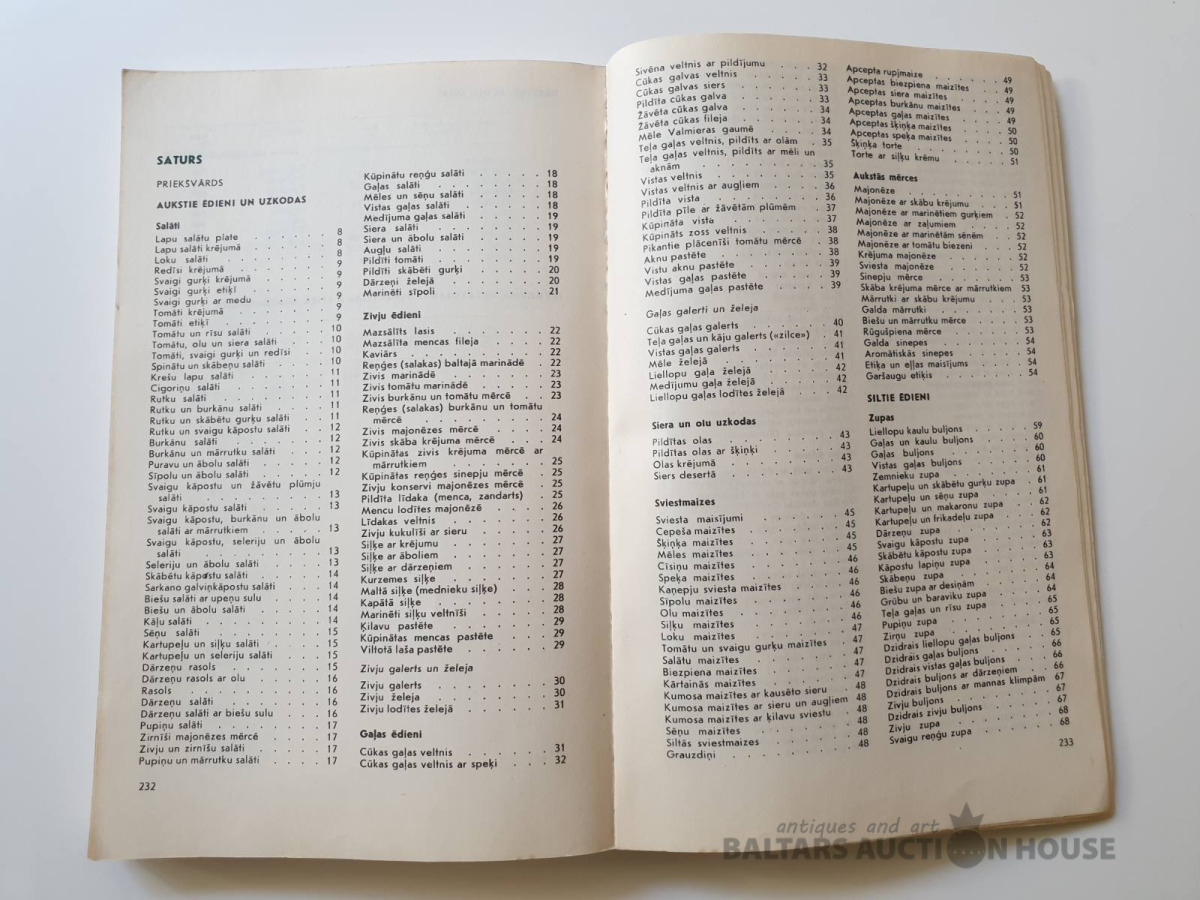 SATURS
PRIEKSVĀRDS
AUKSTIE ĒDIENI UN UZKODAS
Salāti
Lapu salātu plate . . . . . . . 8
Lapu salāti krējumā . . . . . . 8
Loku salāti . . . . . . . . 8
Redīsi krējumā . . . . . . . 9
Svaigi gurķi krējumā . . . . . . 9
Svaigi gurķi etiķī . . . . . . . 9
Svaigi gurķi ar medu . . . . . . 9
Tomāti krējumā . . . . . . . 9
Tomāti etiķī . . . . . . . . 9
Tomātu un rīsu salāti . . . . . . 10
Tomātu, olu un siera salāti . . . . 10
Tomāti, svaigi gurķi un redīsi . . . . 10
Spinātu un skābeņu salāti . . . . 10
Krešu lapu salāti . . . . . . 11
Cigoriņu salāti . . . . . . . 11
Rutku salāti . . . . . . . . 11
Rutku un burkānu salāti . . . . . 11
Rutku un skābētu gurķu salāti . . . 11
Rutku un svaigu kāpostu salāti . . . 12
Burkānu salāti . . . . . . . 12
Burkānu un mārrutku salāti . . . . 12
Puravu un ābolu salāti . . . . . 12
Sīpolu un ābolu salāti . . . . . 12
Svaigu kāpostu un žāvētu plūmju
salāti . . . . . . . . . 13
Svaigu kāpostu salāti . . . . . 13
Svaigu kāpostu, burkānu un ābolu
salāti ar mārrutkiem . . . . . 13
Svaigu kāpostu, seleriju un ābolu
salāti . . . . . . . . . 13
Seleriju un ābolu salāti . . . . . 13
Skābētu kāpostu salāti . . . . . 14
Sarkano galviņkāpostu salāti . . . . 14
Biešu salāti ar upeņu sulu . . . . 14
Biešu un ābolu salāti . . . . . 14
Kāļu salāti . . . . . . . . 14
Sēņu salāti . . . . . . . . 15
Kartupeļu un siļķu salāti . . . . . 15
Kartupeļu un seleriju salāti . . . . 15
Dārzeņu rasols . . . . . . . 15
Dārzeņu rasols ar olu . . . . . 16
Rasols . . . . . . . . . 16
Dārzeņu salāti . . . . . . . 16
Dārzeņu salāti ar biešu sulu . . . . 16
Pupiņu salāti . . . . . . . 17
Zirnīši majonēzes mērcē . . . . . 17
Zivju un zirnīšu salāti . . . . . 17
Pupiņu un mārrutku salāti . . . . 17
232
Kūpinātu reņģu salāti . . . . . 18
Gaļas salāti . . . . . . . 18
Mēles un sēņu salāti . . . . . 18
Vistas gaļas salāti . . . . . . 18
Medījuma gaļas salāti . . . . . 19
Siera salāti . . . . . . . 19
Siera un ābolu salāti . . . . . 19
Augļu salāti . . . . . . . 19
Pildīti tomāti . . . . . . . 19
Pildīti skābēti gurķi . . . . . 20
Dārzeņi želejā . . . . . . . 20
Marinēti sīpoli . . . . . . . 21
Zivju ēdieni
Mazsālīts lasis . . . . . . . 22
Mazsālīta mencas fileja . . . . . 22
Kaviārs . . . . . . . . . 22
Reņģes (salakas) baltajā marinādē . . 22
Zivis marinādē . . . . . . . 23
Zivis tomātu marinādē . . . . . 23
Zivis burkānu un tomātu mērcē . . . 23
Reņģes (salakas) burkānu un tomātu
mērcē . . . . . . . . . 24
Zivis majonēzes mērcē . . . . . 24
Zivis skāba krējuma mērcē . . . . 24
Kūpinātas zivis krējuma mērcē ar
mārrutkiem . . . . . . . . 25
Kūpinātas reņģes sinepju mērcē . . . 25
Zivju konservi majonēzes mērcē . . . 25
Pildīta līdaka (menca, zandarts) . . . 25
Mencu lodītes majonēzē . . . . . 26
Līdakas veltnis . . . . . . . 26
Zivju kukulīši ar sieru . . . . . 26
Siļķe ar krējumu . . . . . . 27
Siļķe ar āboliem . . . . . . 27
Siļķe ar dārzeņiem . . . . . . 27
Kurzemes siļķe . . . . . . . 27
Maltā siļķe (mednieku siļķe) . . . . 28
Kapātā siļķe . . . . . . . 28
Marinēti siļķu veltnīši . . . . . 28
Ķilavu pastēte . . . . . . . 29
Kūpinātas mencas pastēte . . . . 29
Viltotā laša pastēte . . . . . . 29
Zivju galerts un želeja
Zivju galerts . . . . . . . 30
Zivju želeja . . . . . . . 30
Zivju lodītes želejā . . . . . . 31
Gaļas ēdieni
Cūkas gaļas veltnis . . . . . . 31
Cūkas gaļas veltnis ar speķi . . . 32
Sivēna veltnis ar pildījumu . . . 32
Cūkas galvas veltnis . . . . . 33
Cūkas galvas siers . . . . . . 33
Pildīta cūkas galva . . . . . . 33
Žāvēta cūkas galva . . . . . . 34
Žāvēta cūkas fileja . . . . . . 34
Mēle Valmieras gaumē . . . . . 34
Teļa gaļas veltnis, pildīts ar olām . . 35
Teļa gaļas veltnis, pildīts ar mēli un
aknām . . . . . . . . . 35
Vistas veltnis . . . . . . . 35
Vistas veltnis ar augļiem . . . . 36
Pildīta vista . . . . . . . 36
Pildīta pīle ar žāvētām plūmēm . . 37
Kūpināta vista . . . . . . . 37
Kūpināts zoss veltnis . . . . . 38
Pikantie plācenīši tomātu mērcē . . 38
Aknu pastēte . . . . . . . 38
Vistu aknu pastēte . . . . . . 39
Vistas gaļas pastēte . . . . . 39
Medījuma gaļas pastēte . . . . . 39
Gaļas galerti un želeja
Cūkas gaļas galerts . . . . . . 40
Teļa gaļas un kāju galerts («zilce») . . 41
Vistas gaļas galerts . . . . . 41
Mēle želejā . . . . . . . 41
Liellopu gaļa želejā . . . . . 42
Medījumu gaļa želejā . . . . . 42
Liellopu gaļas lodītes želejā . . . 42
Siera un olu uzkodas
Pildītas olas . . . . . . . 43
Pildītas olas ar šķiņķi . . . . . 43
Olas krējumā . . . . . . . 43
Siers desertā . . . . . . . 43
Sviestmaizes
Sviesta maisījumi . . . . . . 45
Cepeša maizītes . . . . . . . 45
Šķiņķa maizītes . . . . . . . 45
Mēles maizītes . . . . . . . 45
Cīsiņu maizītes . . . . . . . 46
Speķa maizītes . . . . . . . 46
Kaņepju sviesta maizītes . . . . 46
Sīpolu maizītes . . . . . . . 46
Olu maizītes . . . . . . . 46
Siļķu maizītes . . . . . . . 46
Loku maizītes . . . . . . . 47
Tomātu un svaigu gurķu maizītes . . 47
Salātu maizītes . . . . . . . 47
Biezpiena maizītes . . . . . . 47
Kārtainās maizītes . . . . . . 47
Kumosa maizītes ar kausēto sieru . . 48
Kumosa maizītes ar sieru un augļiem 48
Kumosa maizītes ar ķilavu sviestu . . 48
Sēņu maizītes . . . . . . . 48
Siltās sviestmaizes . . . . . . 48
Grauzdiņi . . . . . . . .
Apcepta rupjmaize . . . . . . 49
Apceptas biezpiena maizītes . . . 49
Apceptas siera maizītes . . . . . 49
Apceptas burkānu maizītes . . . . 49
Apceptas gaļas maizītes . . . . 49
Apceptas šķiņķa maizītes . . . . 50
Apceptas speķa maizītes . . . . 50
Šķiņķa torte . . . . . . . 50
Torte ar siļķu krēmu . . . . . 51
Aukstās mērces
Majonēze . . . . . . . . 51
Majonēze ar skābu krējumu . . . . 51
Majonēze ar marinētiem gurķiem . . 52
Majonēze ar zaļumiem . . . . . 52
Majonēze ar marinētām sēnēm . . . 52
Majonēze ar tomātu biezeni . . . . 52
Krējuma majonēze . . . . . . 52
Sviesta majonēze . . . . . . 52
Sinepju mērce . . . . . . . 53
Skāba krējuma mērce ar mārrutkiem . 53
Mārrutki ar skābu krējumu . . . . 53
Galda mārrutki . . . . . . . 53
Biešu un mārrutku mērce . . . . 53
Rūgušpiena mērce . . . . . . 53
Galda sinepes . . . . . . . 54
Aromātiskās sinepes . . . . . 54
Etiķa un eļļas maisījums . . . . 54
Garšaugu etiķis . . . . . . 54
SILTIE ĒDIENI
Zupas
Liellopu kaulu buljons . . . . . 59
Gaļas un kaulu buljons . . . . . 60
Gaļas buljons . . . . . . . 60
Vistas gaļas buljons . . . . . 60
Zemnieku zupa . . . . . . . 61
Kartupeļu un skābētu gurķu zupa . . 61
Kartupeļu un sēņu zupa . . . . . 61
Kartupeļu un makaronu zupa . . . 62
Kartupeļu un frikadeļu zupa . . . . 62
Dārzeņu zupa . . . . . . . 62
Svaigu kāpostu zupa . . . . . 63
Skābētu kāpostu zupa . . . . . 63
Kāpostu lapiņu zupa . . . . . 63
Skābeņu zupa . . . . . . . 64
Biešu zupa ar desiņām . . . . . 64
Grūbu un baraviku zupa . . . . . 64
Teļa gaļas un rīsu zupa . . . . 65
Pupiņu zupa . . . . . . . 65
Zirņu zupa . . . . . . . 65
Dzidrais liellopu gaļas buljons . . . 65
Dzidrais gaļas buljons . . . . . 66
Dzidrais vistas gaļas buljons . . . 66
Dzidrais buljons ar dārzeņiem . . . 66
Dzidrais buljons ar mannas klimpām 67
Zivju buljons . . . . . . . 67
Dzidrais zivju buljons . . . . . 67
Zivju zupa . . . . . . . . 68
Svaigu reņģu zupa . . . . . . 68
233
antiques and art
BALTARS AUCTION HOUSE